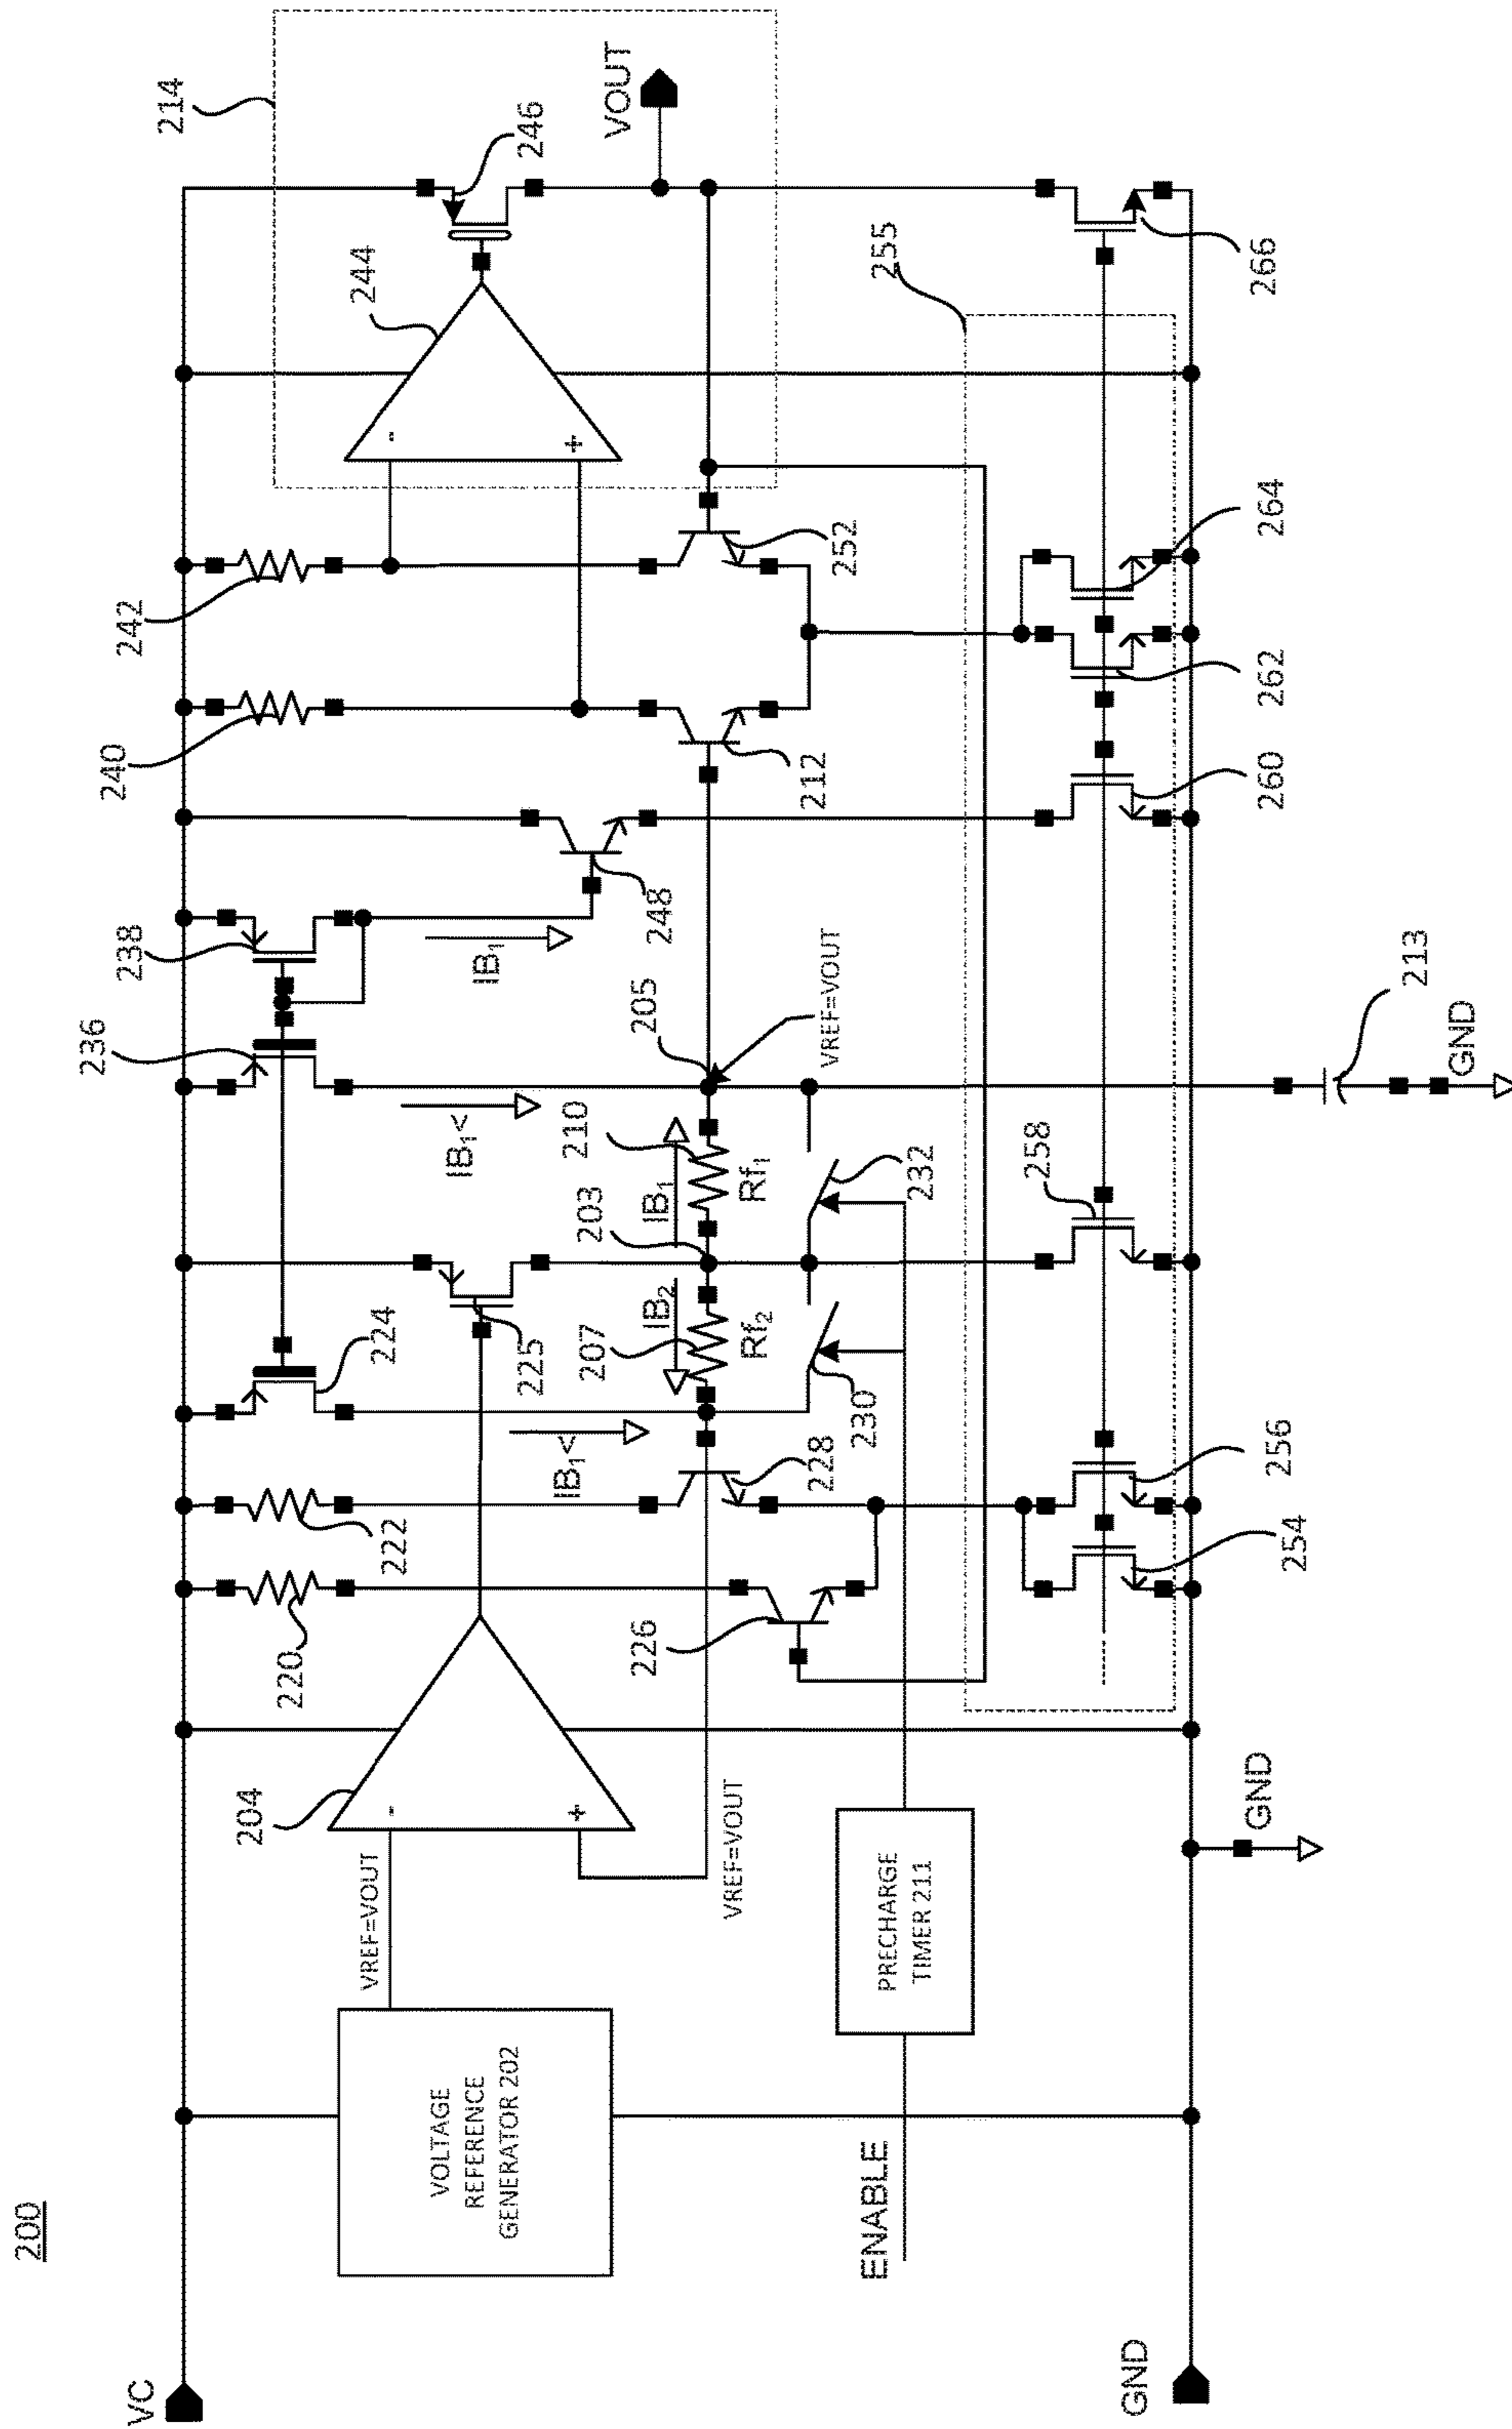 200
VC
GND
VOLTAGE
REFERENCE
GENERATOR 202
ENABLE
PRECHARGE
TIMER 211
GND
VREF=VOUT
VREF=VOUT
204
-
+
220
222
226
228
IB₁<
224
225
207
IB₂
Rf₂
230
203
210
IB₁
Rf₁
232
205
VREF=VOUT
236
IB₁<
238
IB₁
248
213
GND
240
242
212
252
254
256
258
260
262
264
255
266
244
-
+
246
214
VOUT